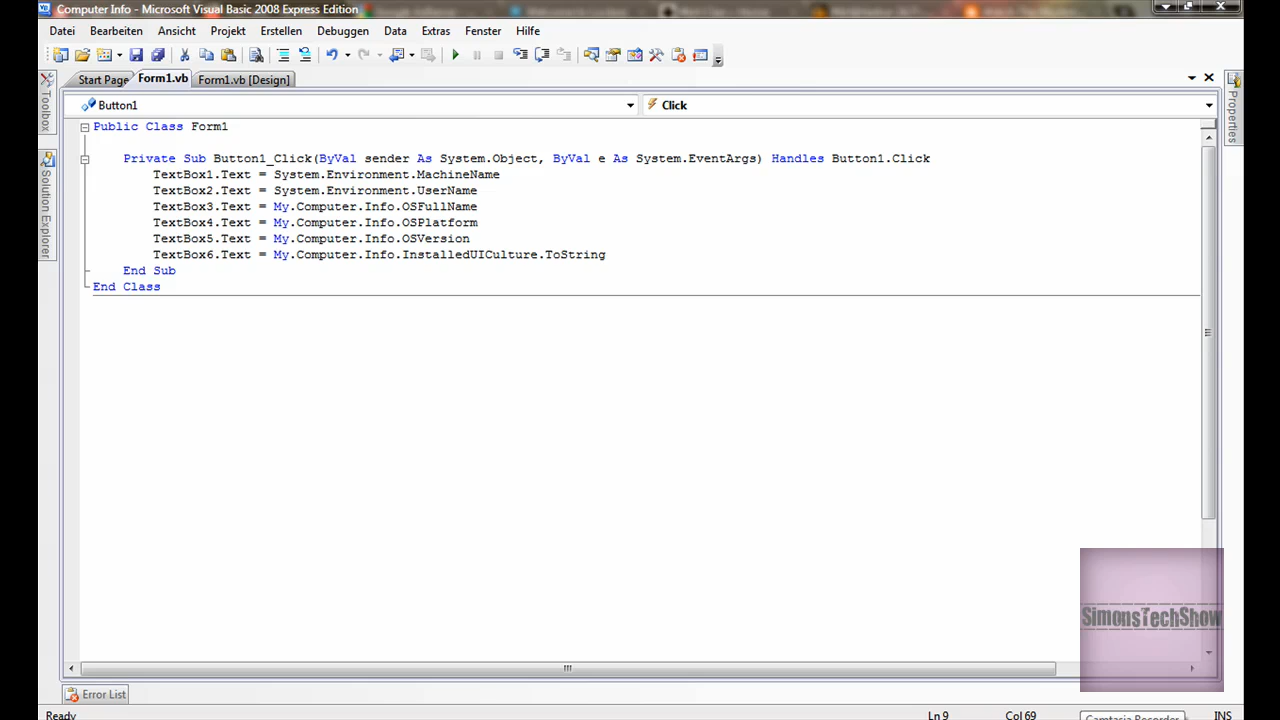 Computer Info - Microsoft Visual Basic 2008 Express Edition
Datei Bearbeiten Ansicht Projekt Erstellen Debuggen Data Extras Fenster Hilfe
Start Page Form1.vb Form1.vb [Design]
Toolbox
Solution Explorer
Properties
Button1 Click
Public Class Form1
Private Sub Button1_Click(ByVal sender As System.Object, ByVal e As System.EventArgs) Handles Button1.Click
TextBox1.Text = System.Environment.MachineName
TextBox2.Text = System.Environment.UserName
TextBox3.Text = My.Computer.Info.OSFullName
TextBox4.Text = My.Computer.Info.OSPlatform
TextBox5.Text = My.Computer.Info.OSVersion
TextBox6.Text = My.Computer.Info.InstalledUICulture.ToString
End Sub
End Class
SimonsTechShow
Error List
Ready Ln 9 Col 69 Camtasia Recorder INS